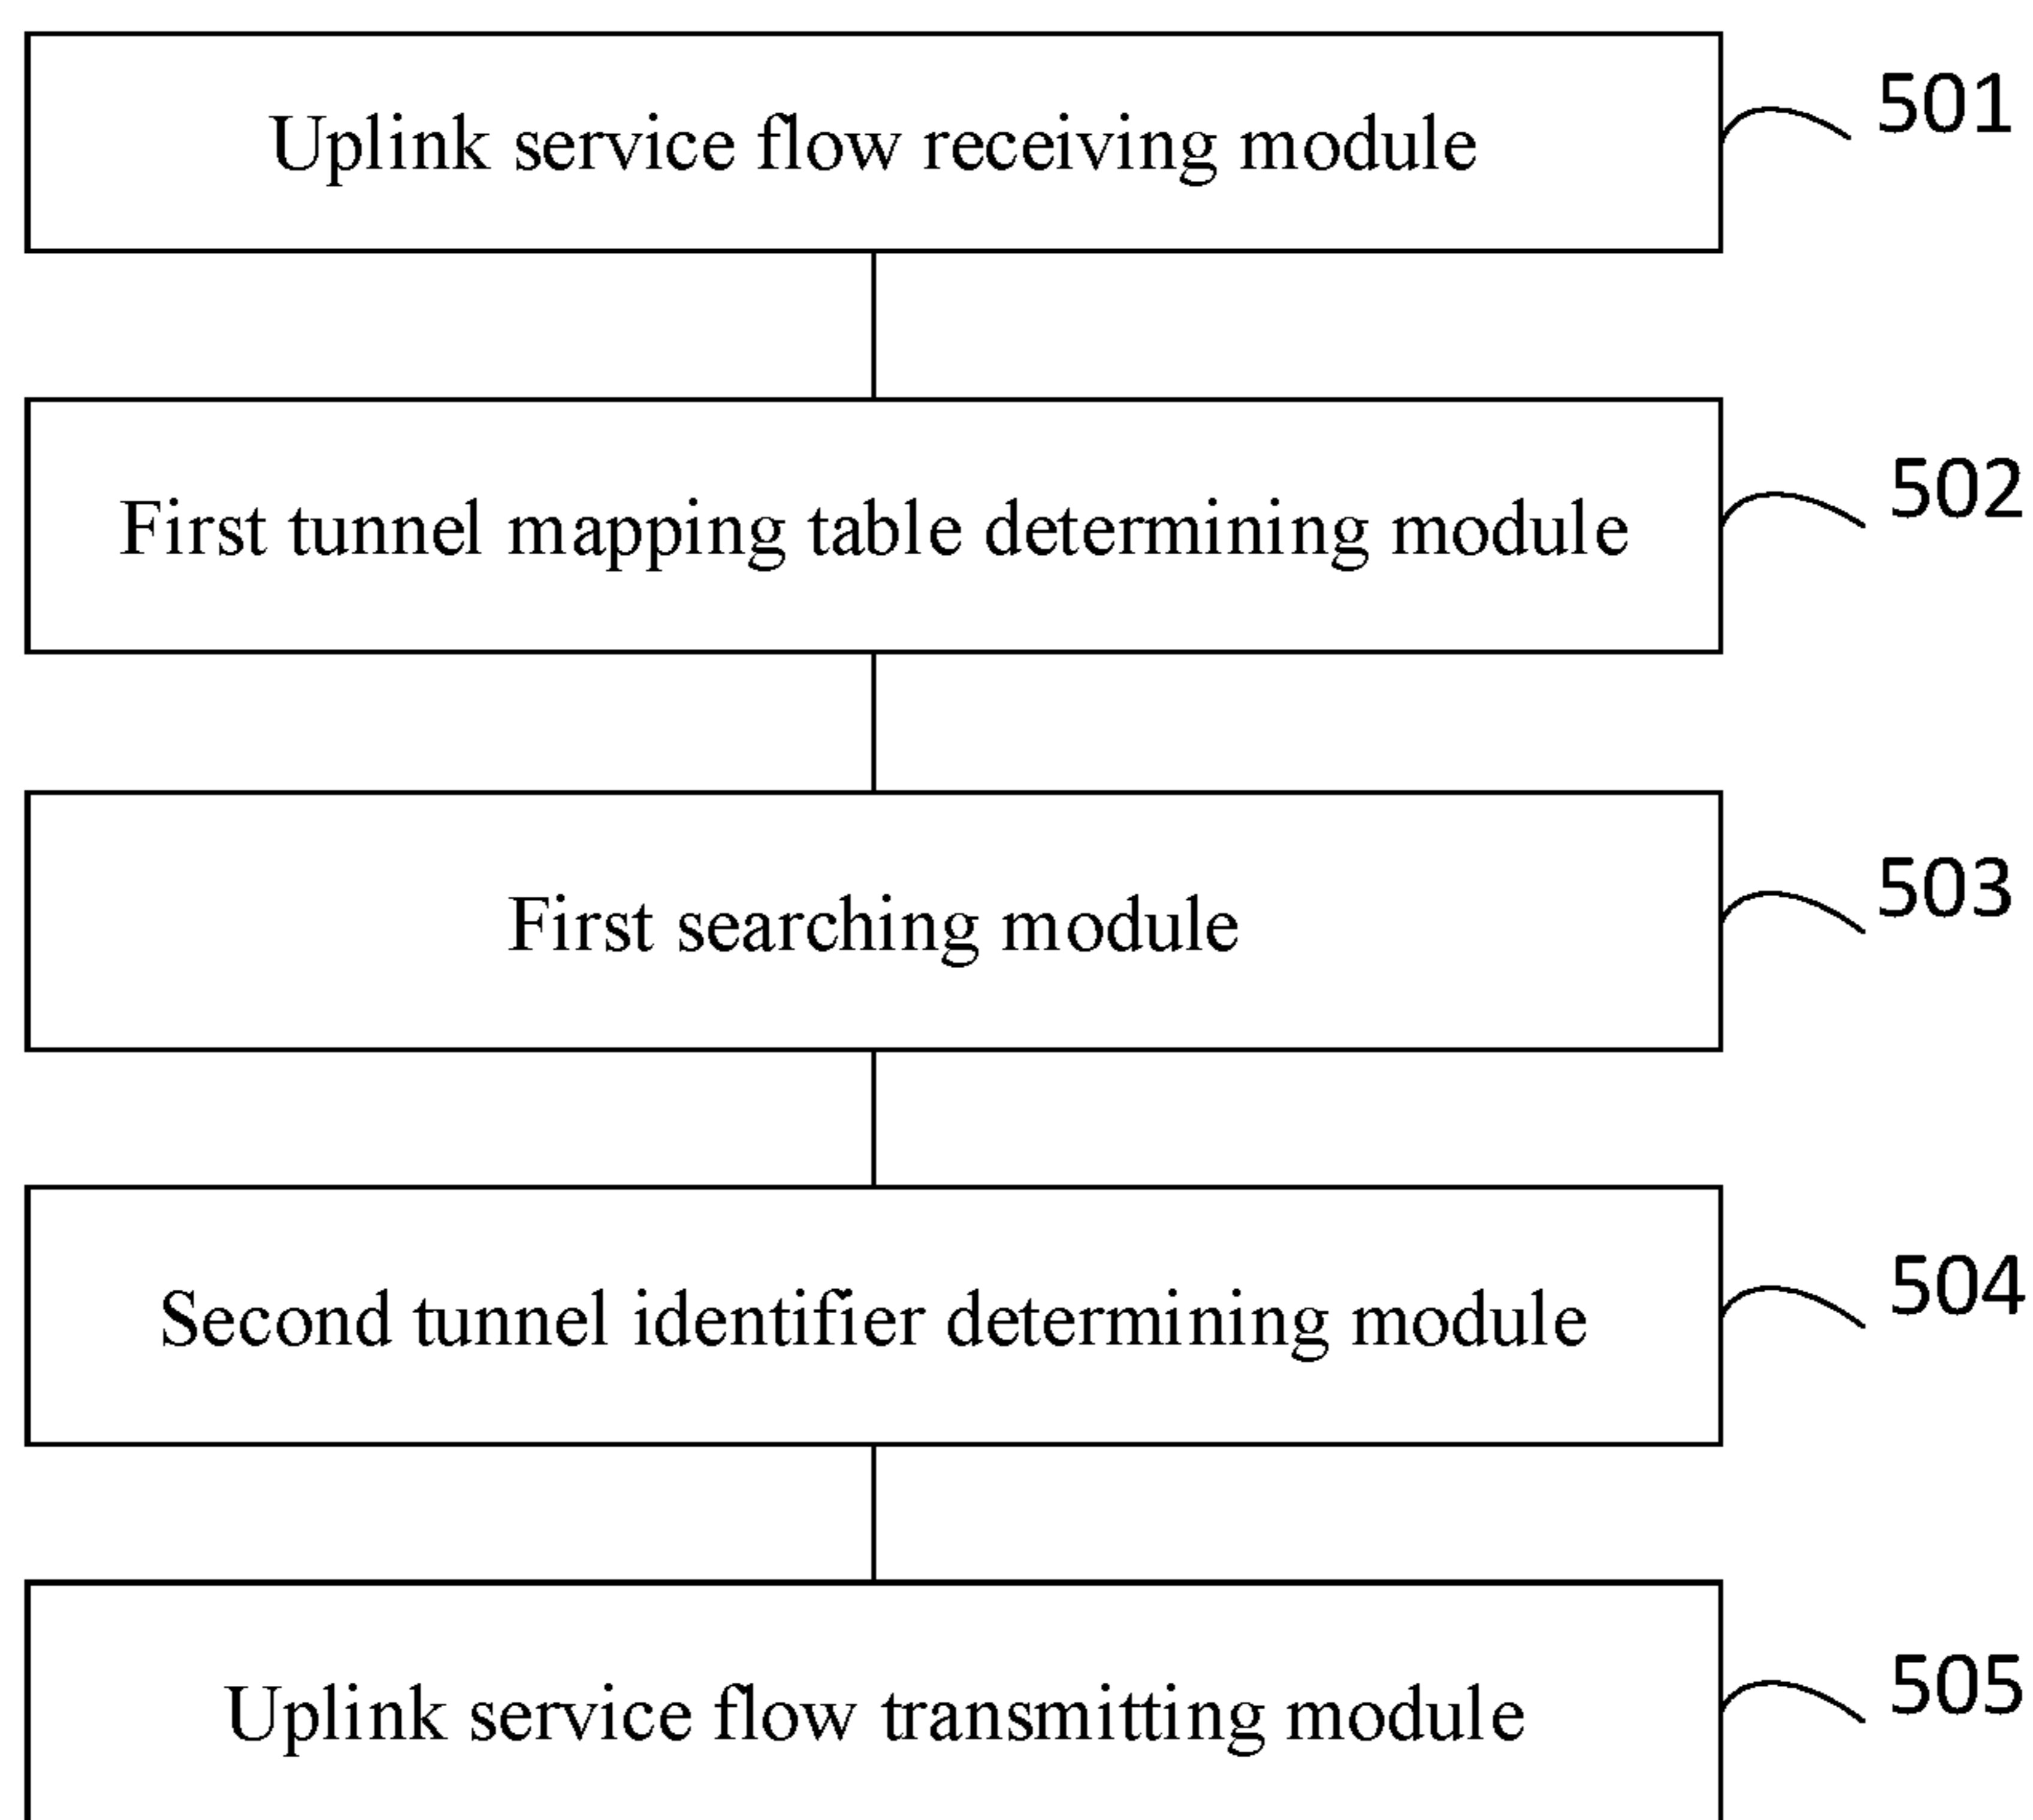 Uplink service flow receiving module
501
First tunnel mapping table determining module
502
First searching module
503
Second tunnel identifier determining module
504
Uplink service flow transmitting module
505